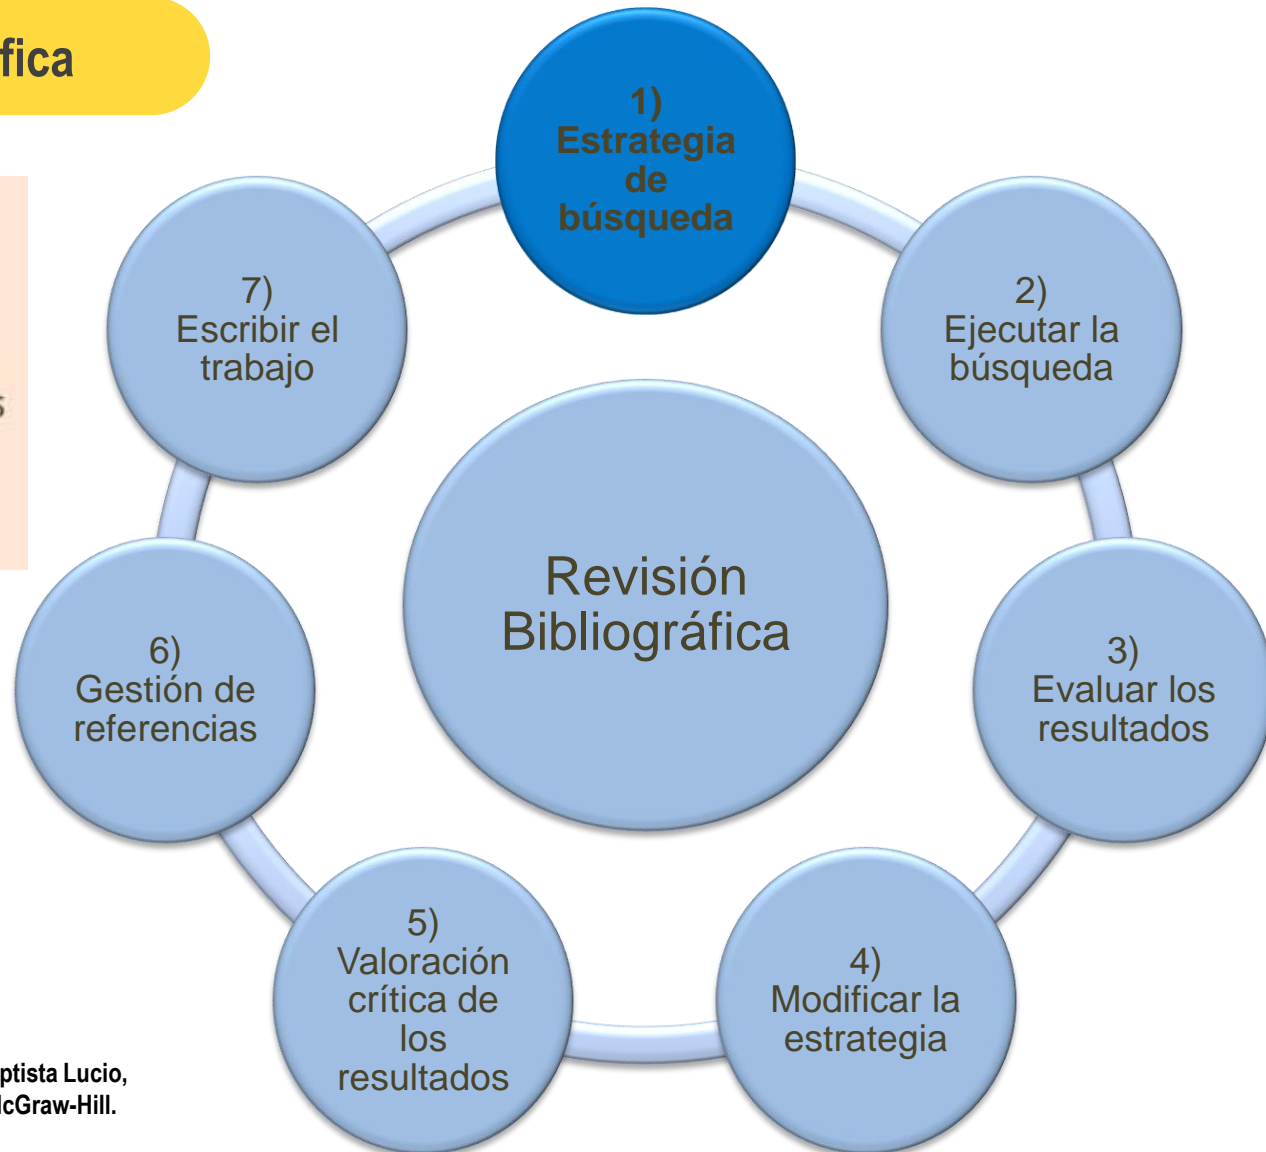 fica
1)
Estrategia
de
búsqueda
2)
Ejecutar la
búsqueda
3)
Evaluar los
resultados
4)
Modificar la
estrategia
5)
Valoración
crítica de
los
resultados
6)
Gestión de
referencias
7)
Escribir el
trabajo
Revisión
Bibliográfica
ptista Lucio,
McGraw-Hill.